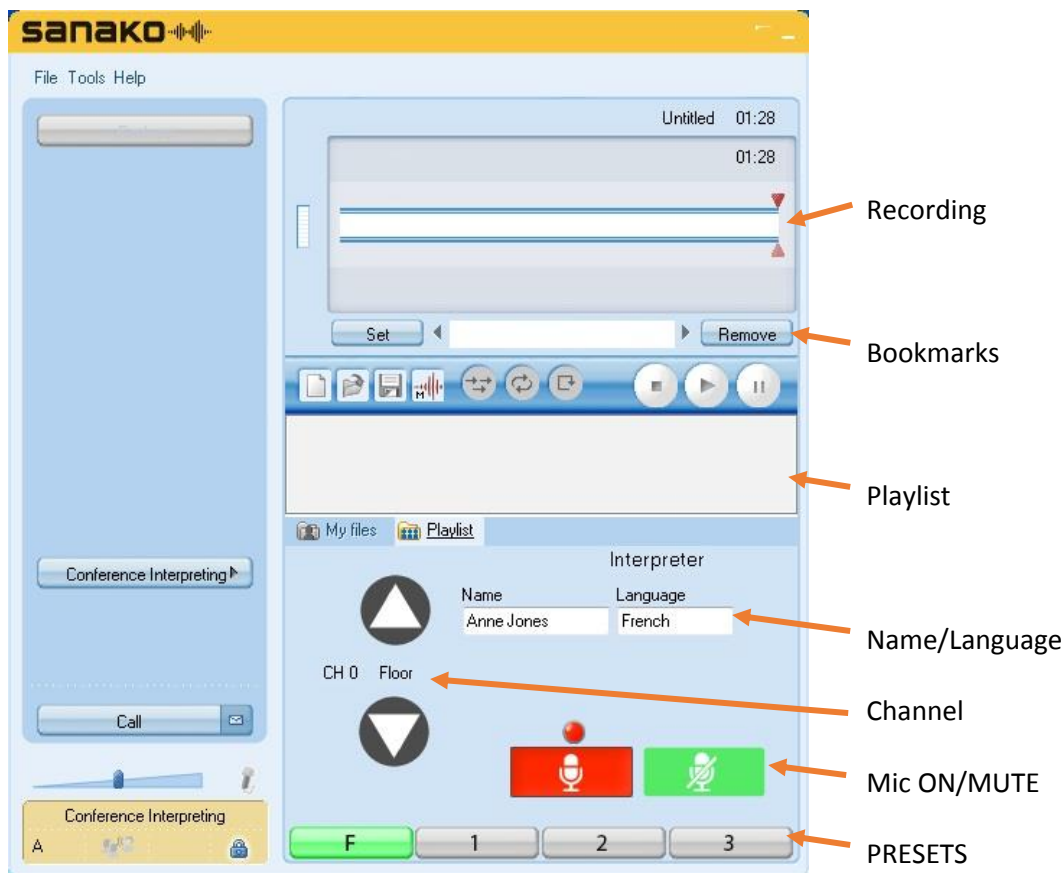 sanako
File Tools Help
Untitled 01:28
01:28
Recording
Set
Remove
Bookmarks
M
Playlist
My files
Playlist
Conference Interpreting
Interpreter
Name
Language
Anne Jones
French
Name/Language
CH 0 Floor
Channel
Call
Mic ON/MUTE
Conference Interpreting
A
F
1
2
3
PRESETS